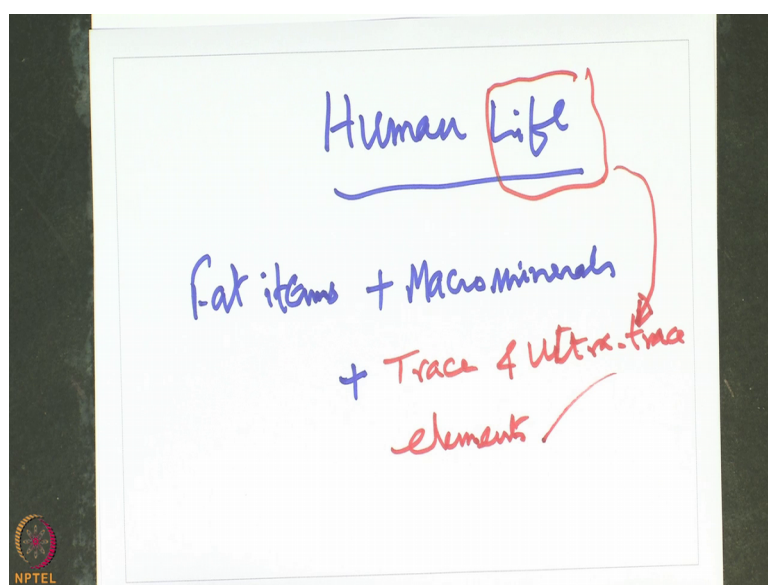 Human Life
Fat items + Macrominerals
+ Trace & Ultra-trace
elements
NPTEL